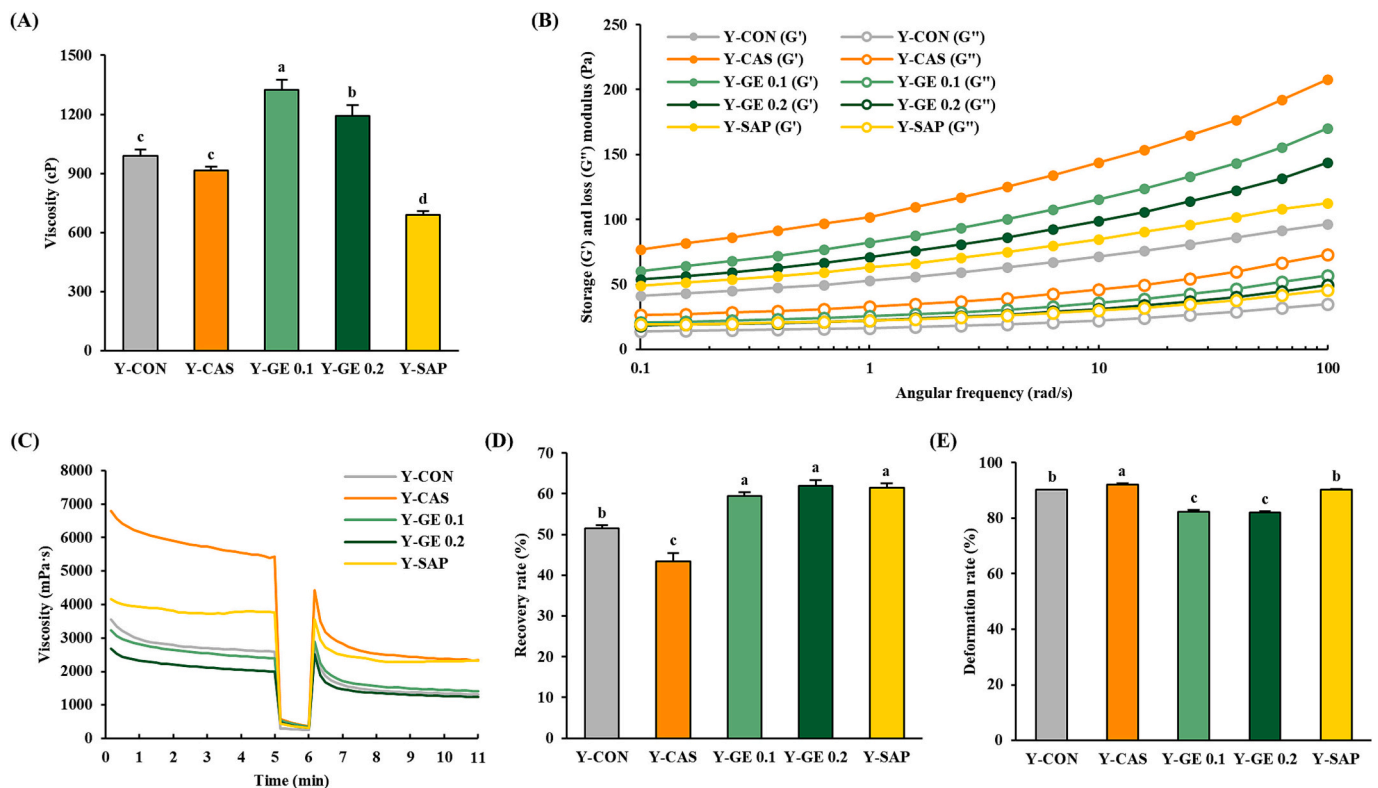 (A)
Viscosity (cP)
1500
1200
900
600
300
0
c
c
a
b
d
Y-CON
Y-CAS
Y-GE 0.1
Y-GE 0.2
Y-SAP
(B)
Storage (G') and loss (G") modulus (Pa)
250
200
150
100
50
0
Y-CON (G')
Y-CON (G")
Y-CAS (G')
Y-CAS (G")
Y-GE 0.1 (G')
Y-GE 0.1 (G")
Y-GE 0.2 (G')
Y-GE 0.2 (G")
Y-SAP (G')
Y-SAP (G")
0.1
1
10
100
Angular frequency (rad/s)
(C)
Viscosity (mPa·s)
8000
7000
6000
5000
4000
3000
2000
1000
0
Y-CON
Y-CAS
Y-GE 0.1
Y-GE 0.2
Y-SAP
0 1 2 3 4 5 6 7 8 9 10 11
Time (min)
(D)
Recovery rate (%)
70
60
50
40
30
20
10
0
b
c
a
a
a
Y-CON
Y-CAS
Y-GE 0.1
Y-GE 0.2
Y-SAP
(E)
Deformation rate (%)
100
80
60
40
20
0
b
a
c
c
b
Y-CON
Y-CAS
Y-GE 0.1
Y-GE 0.2
Y-SAP